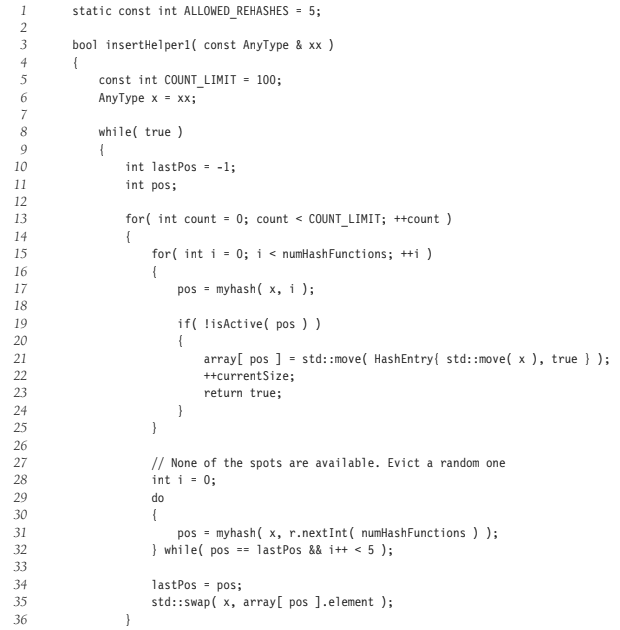 1 static const int ALLOWED_REHASHES = 5;
2
3 bool insertHelper1( const AnyType & xx )
4 {
5     const int COUNT_LIMIT = 100;
6     AnyType x = xx;
7
8     while( true )
9     {
10         int lastPos = -1;
11         int pos;
12
13         for( int count = 0; count < COUNT_LIMIT; ++count )
14         {
15             for( int i = 0; i < numHashFunctions; ++i )
16             {
17                 pos = myhash( x, i );
18
19                 if( !isActive( pos ) )
20                 {
21                     array[ pos ] = std::move( HashEntry{ std::move( x ), true } );
22                     ++currentSize;
23                     return true;
24                 }
25             }
26
27             // None of the spots are available. Evict a random one
28             int i = 0;
29             do
30             {
31                 pos = myhash( x, r.nextInt( numHashFunctions ) );
32             } while( pos == lastPos && i++ < 5 );
33
34             lastPos = pos;
35             std::swap( x, array[ pos ].element );
36         }